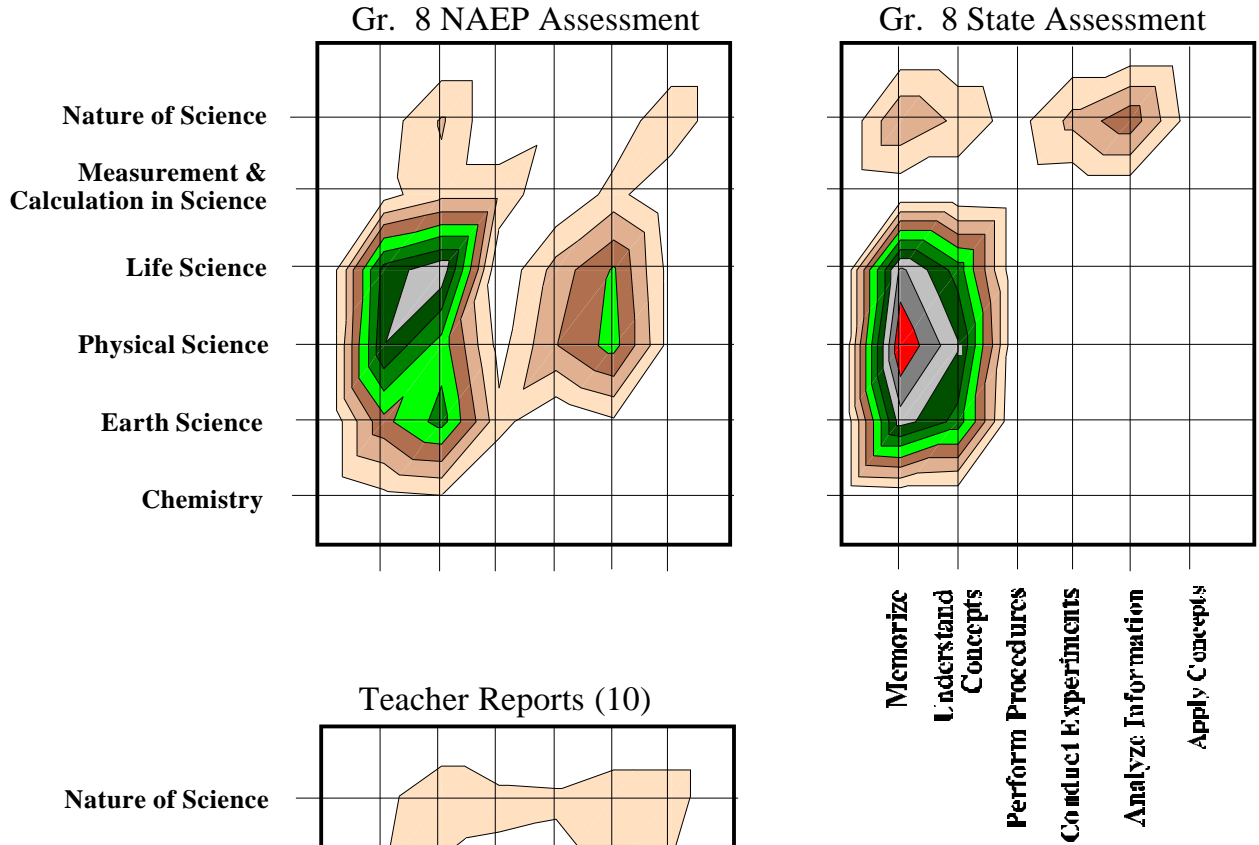 Gr. 8 NAEP Assessment
Gr. 8 State Assessment
Nature of Science
Measurement &
Calculation in Science
Life Science
Physical Science
Earth Science
Chemistry
Memorize
Understand
Concepts
Perform Procedures
Conduct Experiments
Analyze Information
Apply Concepts
Teacher Reports (10)
Nature of Science